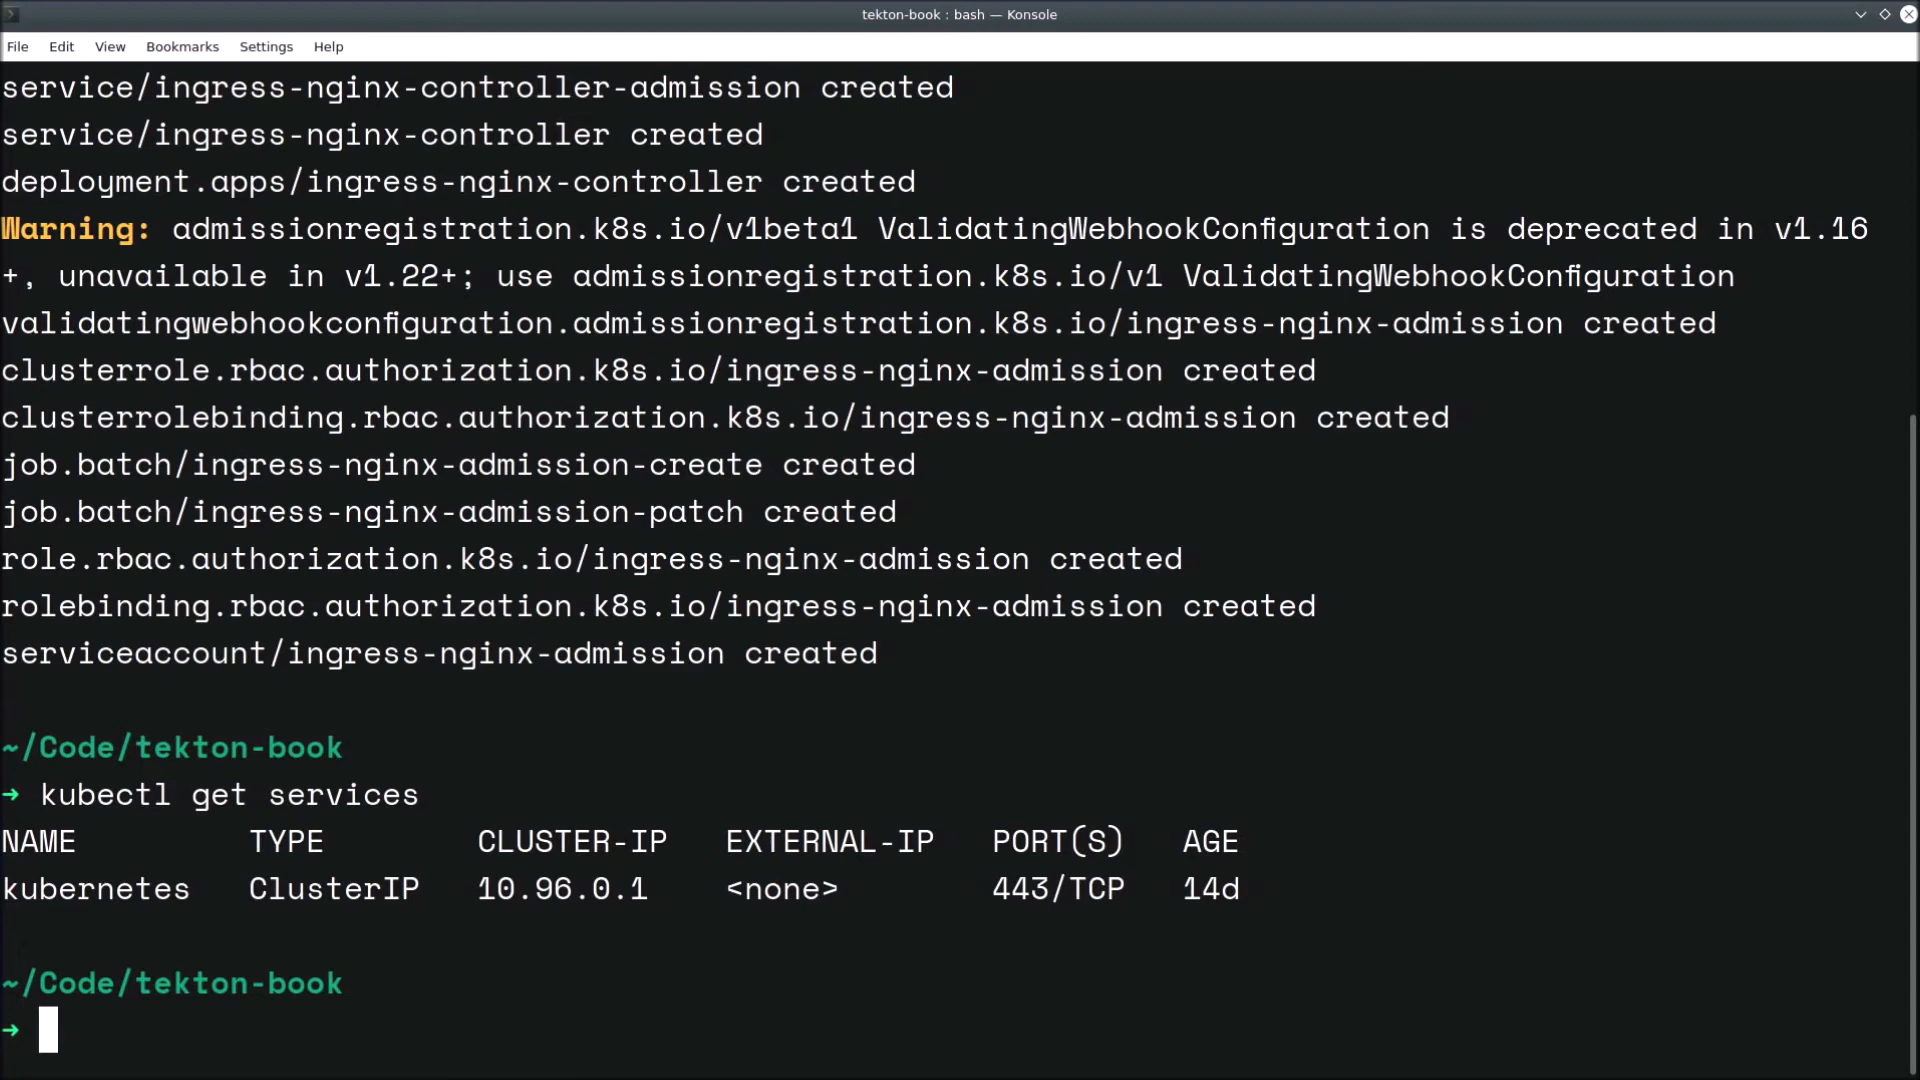 tekton-book : bash — Konsole
File Edit View Bookmarks Settings Help
service/ingress-nginx-controller-admission created
service/ingress-nginx-controller created
deployment.apps/ingress-nginx-controller created
Warning: admissionregistration.k8s.io/v1beta1 ValidatingWebhookConfiguration is deprecated in v1.16
+, unavailable in v1.22+; use admissionregistration.k8s.io/v1 ValidatingWebhookConfiguration
validatingwebhookconfiguration.admissionregistration.k8s.io/ingress-nginx-admission created
clusterrole.rbac.authorization.k8s.io/ingress-nginx-admission created
clusterrolebinding.rbac.authorization.k8s.io/ingress-nginx-admission created
job.batch/ingress-nginx-admission-create created
job.batch/ingress-nginx-admission-patch created
role.rbac.authorization.k8s.io/ingress-nginx-admission created
rolebinding.rbac.authorization.k8s.io/ingress-nginx-admission created
serviceaccount/ingress-nginx-admission created
~/Code/tekton-book
➜ kubectl get services
NAME TYPE CLUSTER-IP EXTERNAL-IP PORT(S) AGE
kubernetes ClusterIP 10.96.0.1 <none> 443/TCP 14d
~/Code/tekton-book
➜